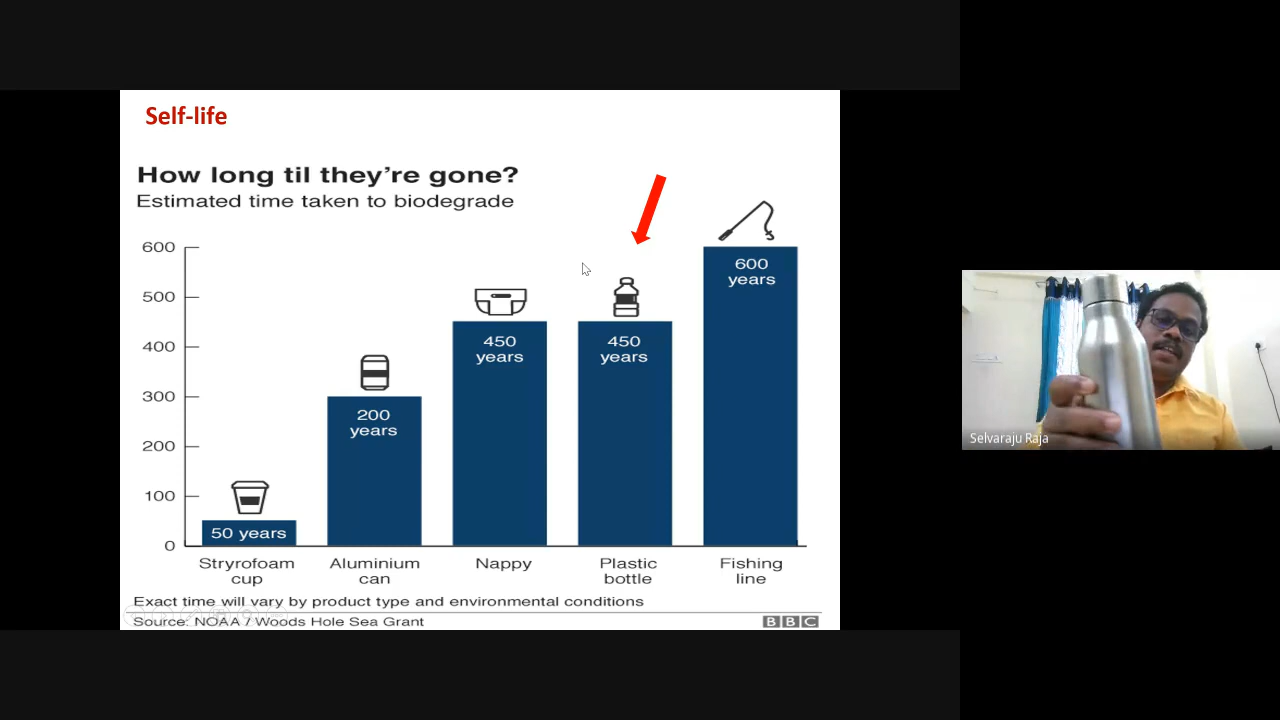 Self-life
How long til they're gone?
Estimated time taken to biodegrade
600
500
400
300
200
100
0
50 years
200
years
450
years
450
years
600
years
Stryrofoam
cup
Aluminium
can
Nappy
Plastic
bottle
Fishing
line
Exact time will vary by product type and environmental conditions
Source: NOAA / Woods Hole Sea Grant
BBC
Selvaraju Raja